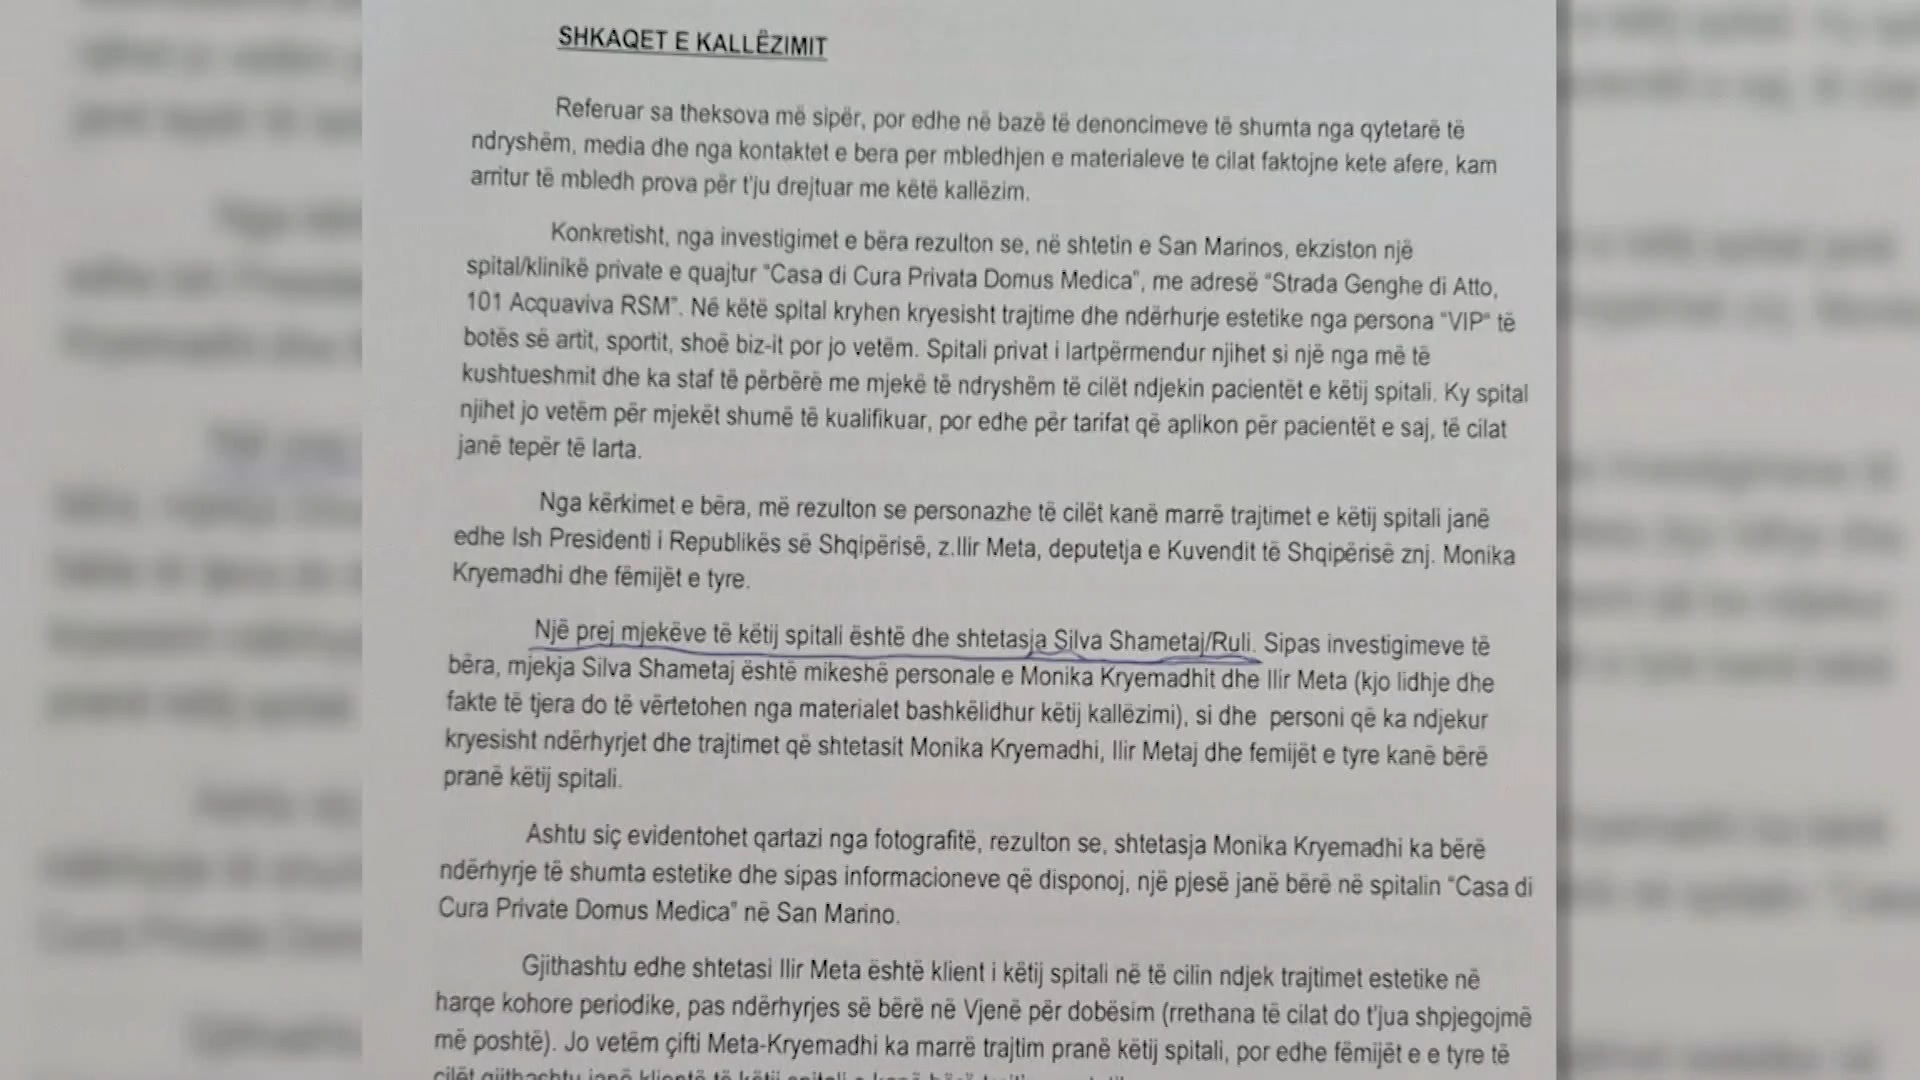 SHKAQET E KALLËZIMIT
Referuar sa theksova më sipër, por edhe në bazë të denoncimeve të shumta nga qytetarë të
ndryshëm, media dhe nga kontaktet e bera per mbledhjen e materialeve te cilat faktojne kete afere, kam
arritur të mbledh prova për t'ju drejtuar me këtë kallëzim.
Konkretisht, nga investigimet e bëra rezulton se, në shtetin e San Marinos, ekziston një
spital/klinikë private e quajtur "Casa di Cura Privata Domus Medica", me adresë "Strada Genghe di Atto,
101 Acquaviva RSM". Në këtë spital kryhen kryesisht trajtime dhe ndërhurje estetike nga persona "VIP" të
botës së artit, sportit, shoë biz-it por jo vetëm. Spitali privat i lartpërmendur njihet si një nga më të
kushtueshmit dhe ka staf të përbërë me mjekë të ndryshëm të cilët ndjekin pacientët e këtij spitali. Ky spital
njihet jo vetëm për mjekët shumë të kualifikuar, por edhe për tarifat që aplikon për pacientët e saj, të cilat
janë tepër të larta.
Nga kërkimet e bëra, më rezulton se personazhe të cilët kanë marrë trajtimet e këtij spitali janë
edhe Ish Presidenti i Republikës së Shqipërisë, z.Ilir Meta, deputetja e Kuvendit të Shqipërisë znj. Monika
Kryemadhi dhe fëmijët e tyre.
Një prej mjekëve të këtij spitali është dhe shtetasja Silva Shametaj/Ruli. Sipas investigimeve të
bëra, mjekja Silva Shametaj është mikeshë personale e Monika Kryemadhit dhe Ilir Meta (kjo lidhje dhe
fakte të tjera do të vërtetohen nga materialet bashkëlidhur këtij kallëzimi), si dhe personi që ka ndjekur
kryesisht ndërhyrjet dhe trajtimet që shtetasit Monika Kryemadhi, Ilir Metaj dhe femijët e tyre kanë bërë
pranë këtij spitali.
Ashtu siç evidentohet qartazi nga fotografitë, rezulton se, shtetasja Monika Kryemadhi ka bërë
ndërhyrje të shumta estetike dhe sipas informacioneve që disponoj, një pjesë janë bërë në spitalin "Casa di
Cura Private Domus Medica" në San Marino.
Gjithashtu edhe shtetasi Ilir Meta është klient i këtij spitali në të cilin ndjek trajtimet estetike në
harqe kohore periodike, pas ndërhyrjes së bërë në Vjenë për dobësim (rrethana të cilat do t'jua shpjegojmë
më poshtë). Jo vetëm çifti Meta-Kryemadhi ka marrë trajtim pranë këtij spitali, por edhe fëmijët e e tyre të